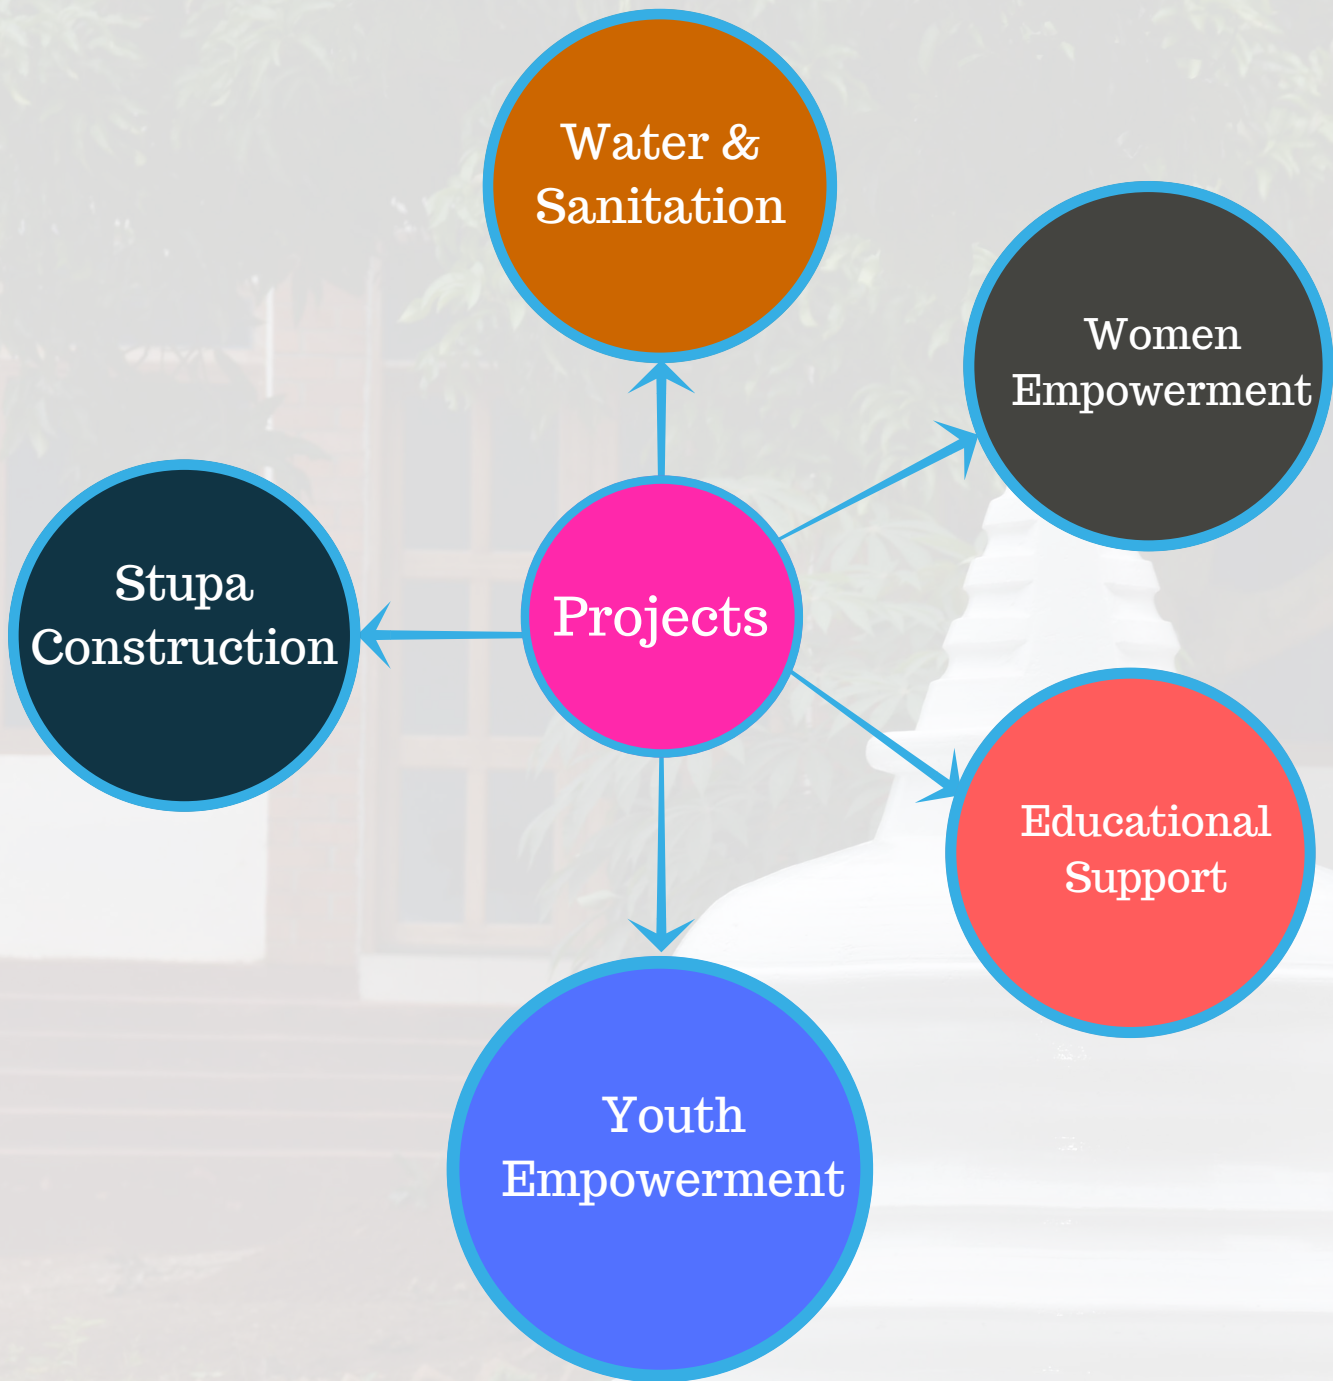 Water &
Sanitation
Women
Empowerment
Stupa
Construction
Projects
Educational
Support
Youth
Empowerment